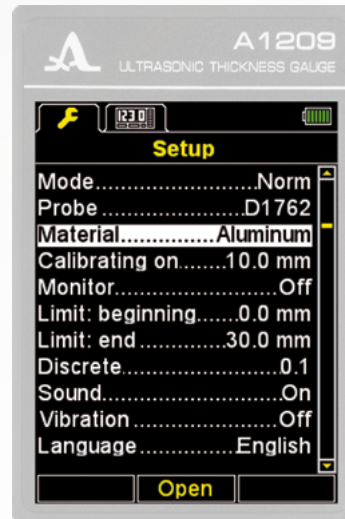 A1209
ULTRASONIC THICKNESS GAUGE
123.0
Setup
Mode.......................Norm
Probe.....................D1762
Material...............Aluminum
Calibrating on.......10.0 mm
Monitor.......................Off
Limit: beginning......0.0 mm
Limit: end.............30.0 mm
Discrete.......................0.1
Sound.........................On
Vibration.....................Off
Language................English
Open